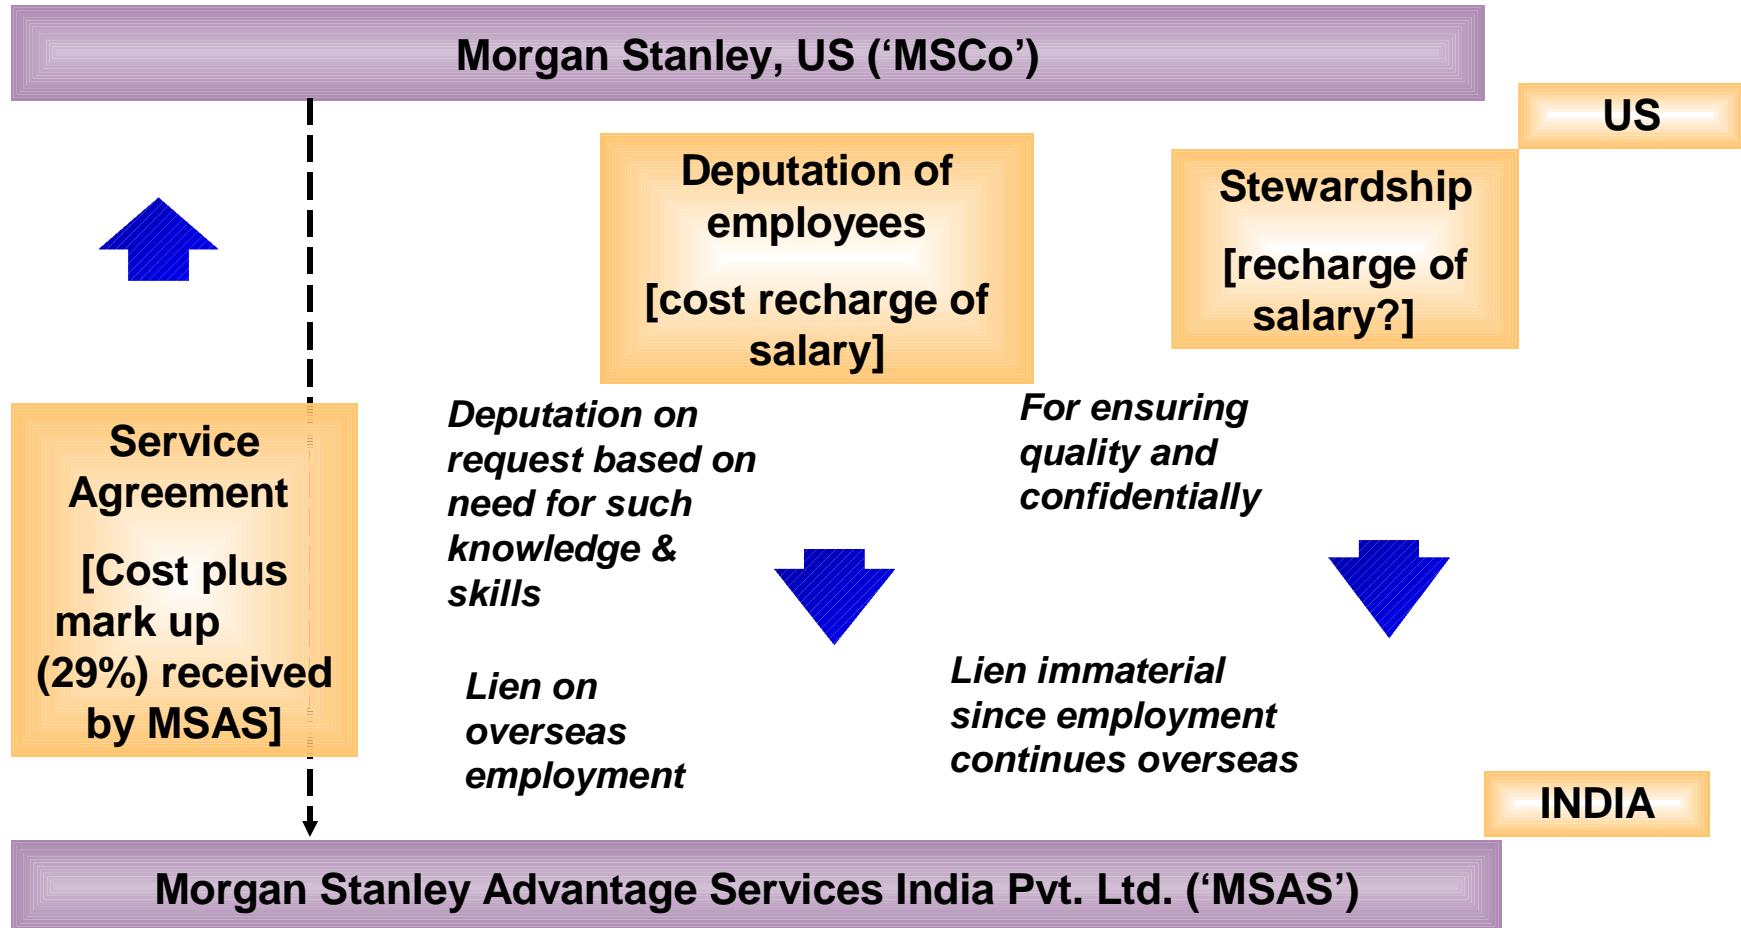 Morgan Stanley, US (‘MSCo’)
US
Deputation of
employees
[cost recharge of
salary]
Stewardship
[recharge of
salary?]
Service
Agreement
[Cost plus
mark up
(29%) received
by MSAS]
Deputation on
request based on
need for such
knowledge &
skills
For ensuring
quality and
confidentially
Lien on
overseas
employment
Lien immaterial
since employment
continues overseas
INDIA
Morgan Stanley Advantage Services India Pvt. Ltd. (‘MSAS’)